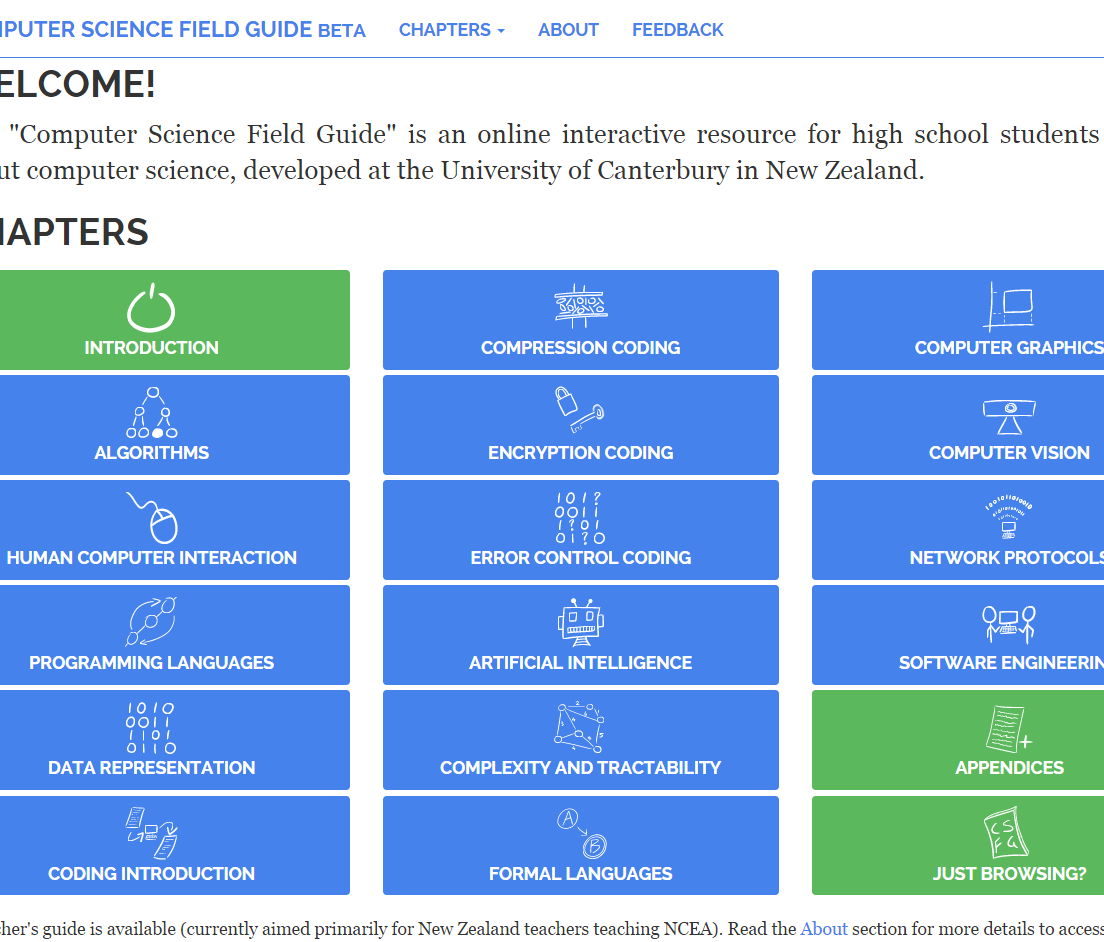 PUTER SCIENCE FIELD GUIDE BETA CHAPTERS ABOUT FEEDBACK
ELCOME!
"Computer Science Field Guide" is an online interactive resource for high school students
ut computer science, developed at the University of Canterbury in New Zealand.
HAPTERS
INTRODUCTION COMPRESSION CODING COMPUTER GRAPHICS
ALGORITHMS ENCRYPTION CODING COMPUTER VISION
HUMAN COMPUTER INTERACTION ERROR CONTROL CODING NETWORK PROTOCOLS
PROGRAMMING LANGUAGES ARTIFICIAL INTELLIGENCE SOFTWARE ENGINEERIN
DATA REPRESENTATION COMPLEXITY AND TRACTABILITY APPENDICES
CODING INTRODUCTION FORMAL LANGUAGES JUST BROWSING?
cher's guide is available (currently aimed primarily for New Zealand teachers teaching NCEA). Read the About section for more details to access